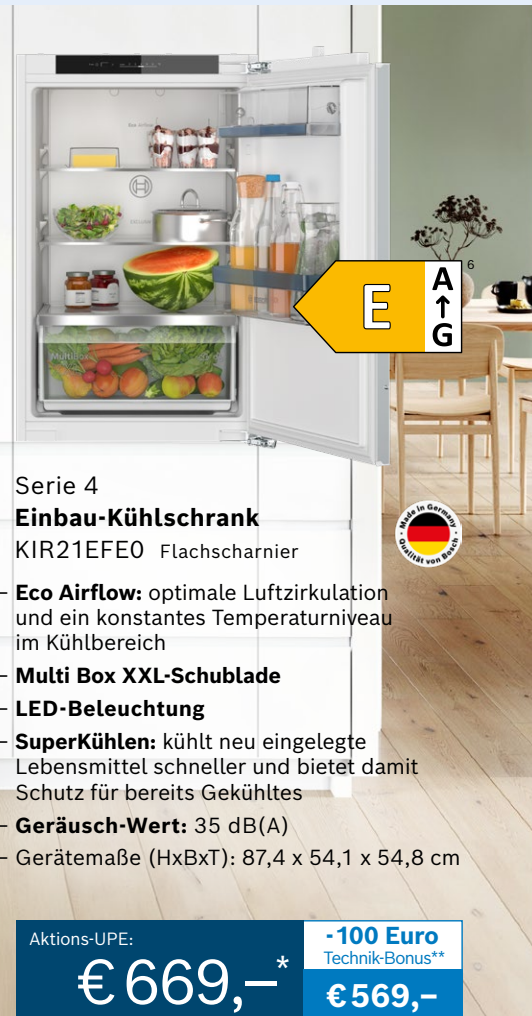 MultiBox
E
A
↑
G
6
Serie 4
Einbau-Kühlschrank
KIR21EFE0 Flachscharnier
Made in Germany
Qualität von Bosch
– Eco Airflow: optimale Luftzirkulation
und ein konstantes Temperaturniveau
im Kühlbereich
– Multi Box XXL-Schublade
– LED-Beleuchtung
– SuperKühlen: kühlt neu eingelegte
Lebensmittel schneller und bietet damit
Schutz für bereits Gekühltes
– Geräusch-Wert: 35 dB(A)
– Gerätemaße (HxBxT): 87,4 x 54,1 x 54,8 cm
Aktions-UPE:
€ 669,–*
-100 Euro
Technik-Bonus**
€ 569,–